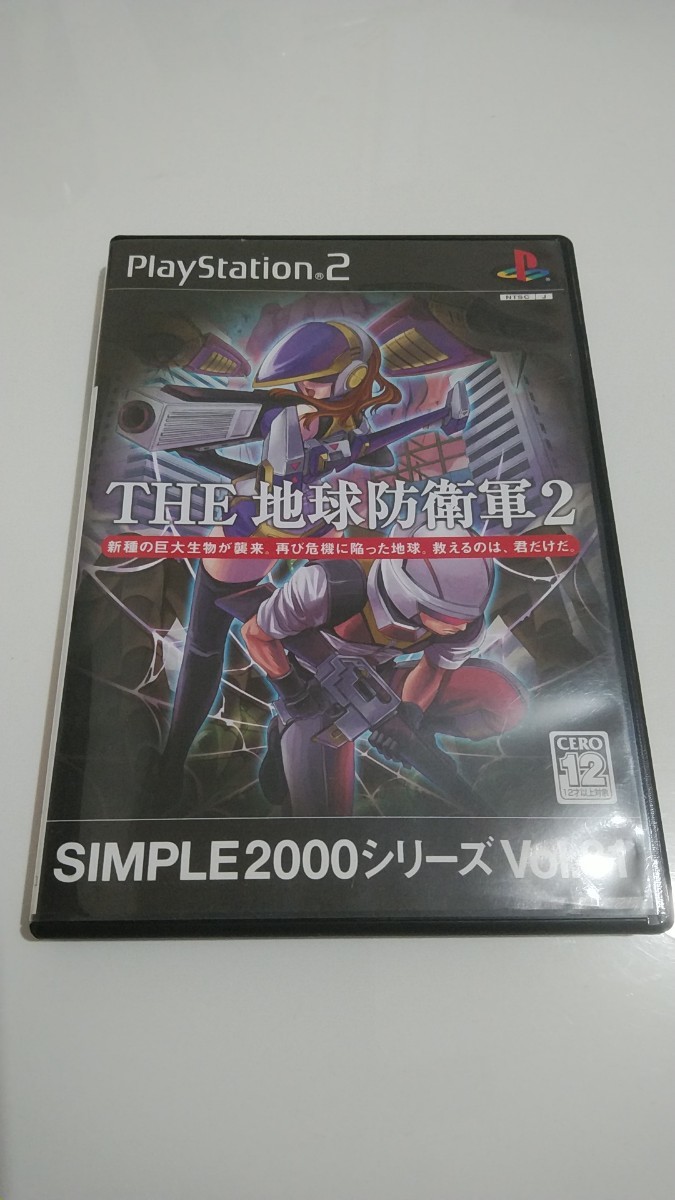 PlayStation®2
NTSC J
THE 地球防衛軍2
新種の巨大生物が襲来。再び危機に陥った地球。救えるのは、君だけだ。
CERO
12
12才以上対象
SIMPLE2000シリーズ Vol.81